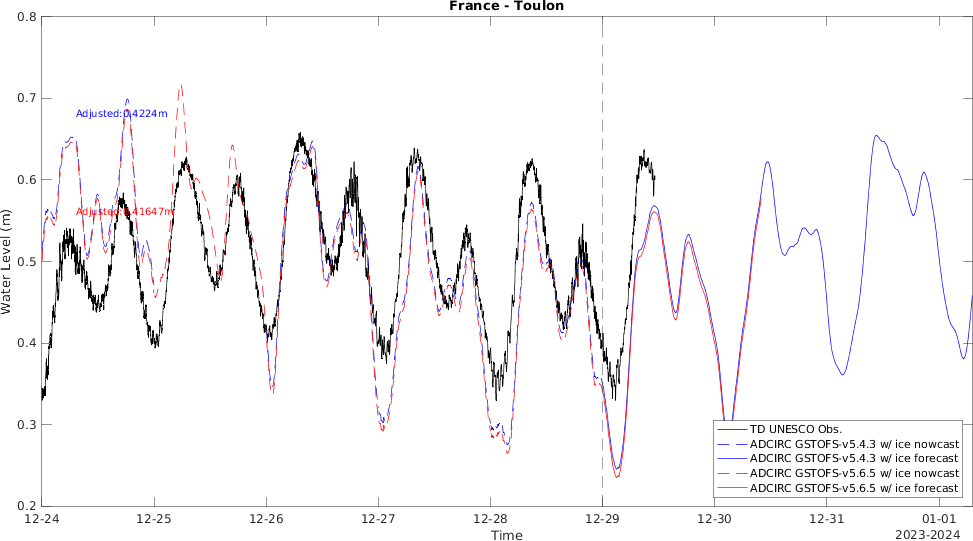 France - Toulon
0.8
0.7
0.6
0.5
0.4
0.3
0.2
Water Level (m)
Adjusted:0.4224m
Adjusted:0.41647m
TD UNESCO Obs.
ADCIRC GSTOFS-v5.4.3 w/ ice nowcast
ADCIRC GSTOFS-v5.4.3 w/ ice forecast
ADCIRC GSTOFS-v5.6.5 w/ ice nowcast
ADCIRC GSTOFS-v5.6.5 w/ ice forecast
12-24 12-25 12-26 12-27 12-28 12-29 12-30 12-31 01-01
Time
2023-2024